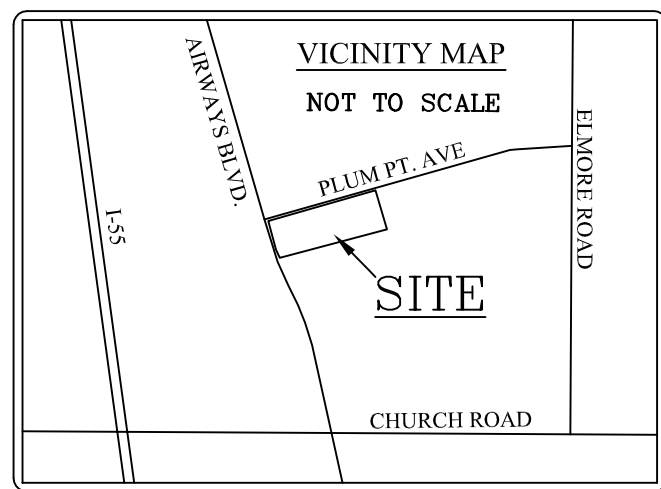 VICINITY MAP
NOT TO SCALE
AIRWAYS BLVD.
ELMORE ROAD
PLUM PT. AVE
I-55
SITE
CHURCH ROAD